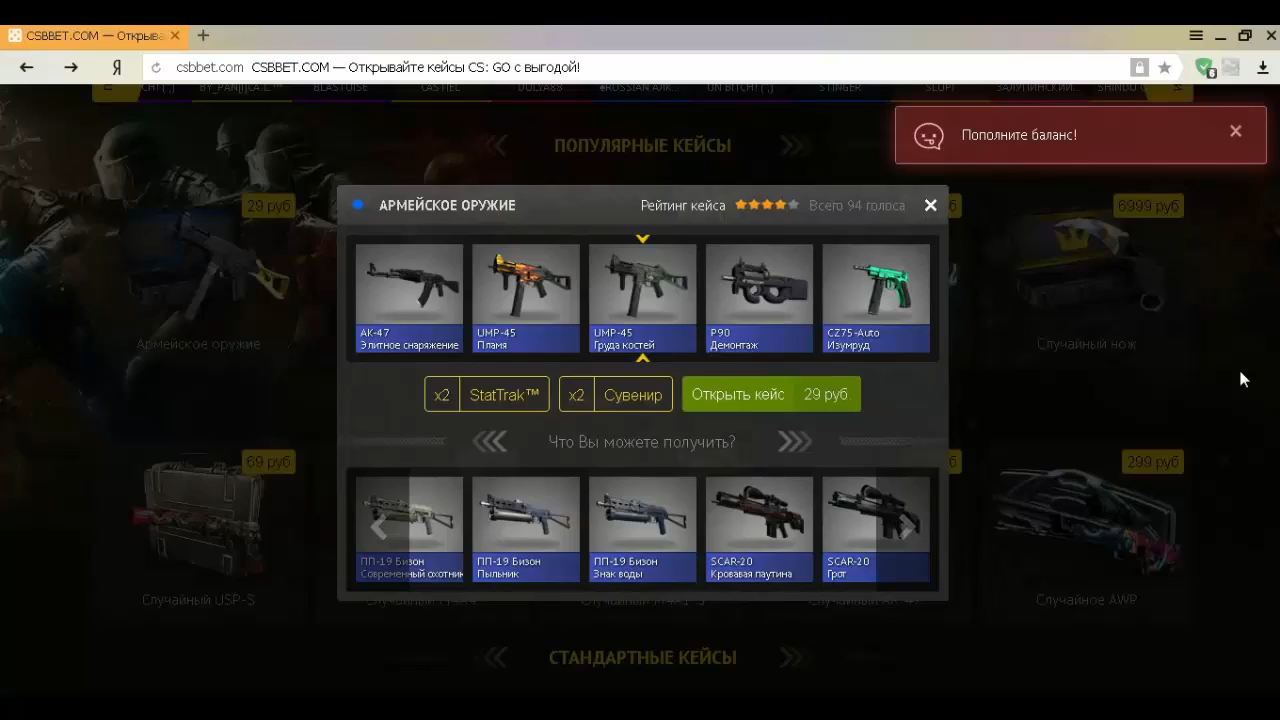 CSBBET.COM — Открыва
csbbet.com CSBBET.COM — Открывайте кейсы CS: GO с выгодой!
6
BLASTOISE CASTIEL
STINGER
ПОПУЛЯРНЫЕ КЕЙСЫ
Пополните баланс!
29 руб
6999 руб
АРМЕЙСКОЕ ОРУЖИЕ
Рейтинг кейса
Всего 94 голоса
AK-47
Элитное снаряжение
UMP-45
Пламя
UMP-45
Груда костей
P90
Демонтаж
CZ75-Auto
Изумруд
Армейское оружие
Случайный нож
x2 StatTrak™
x2 Сувенир
Открыть кейс 29 руб.
Что Вы можете получить?
69 руб
299 руб
ПП-19 Бизон
Современный охотник
ПП-19 Бизон
Пыльник
ПП-19 Бизон
Знак воды
SCAR-20
Кровавая паутина
SCAR-20
Грот
Случайный USP-S
Случайное AWP
СТАНДАРТНЫЕ КЕЙСЫ